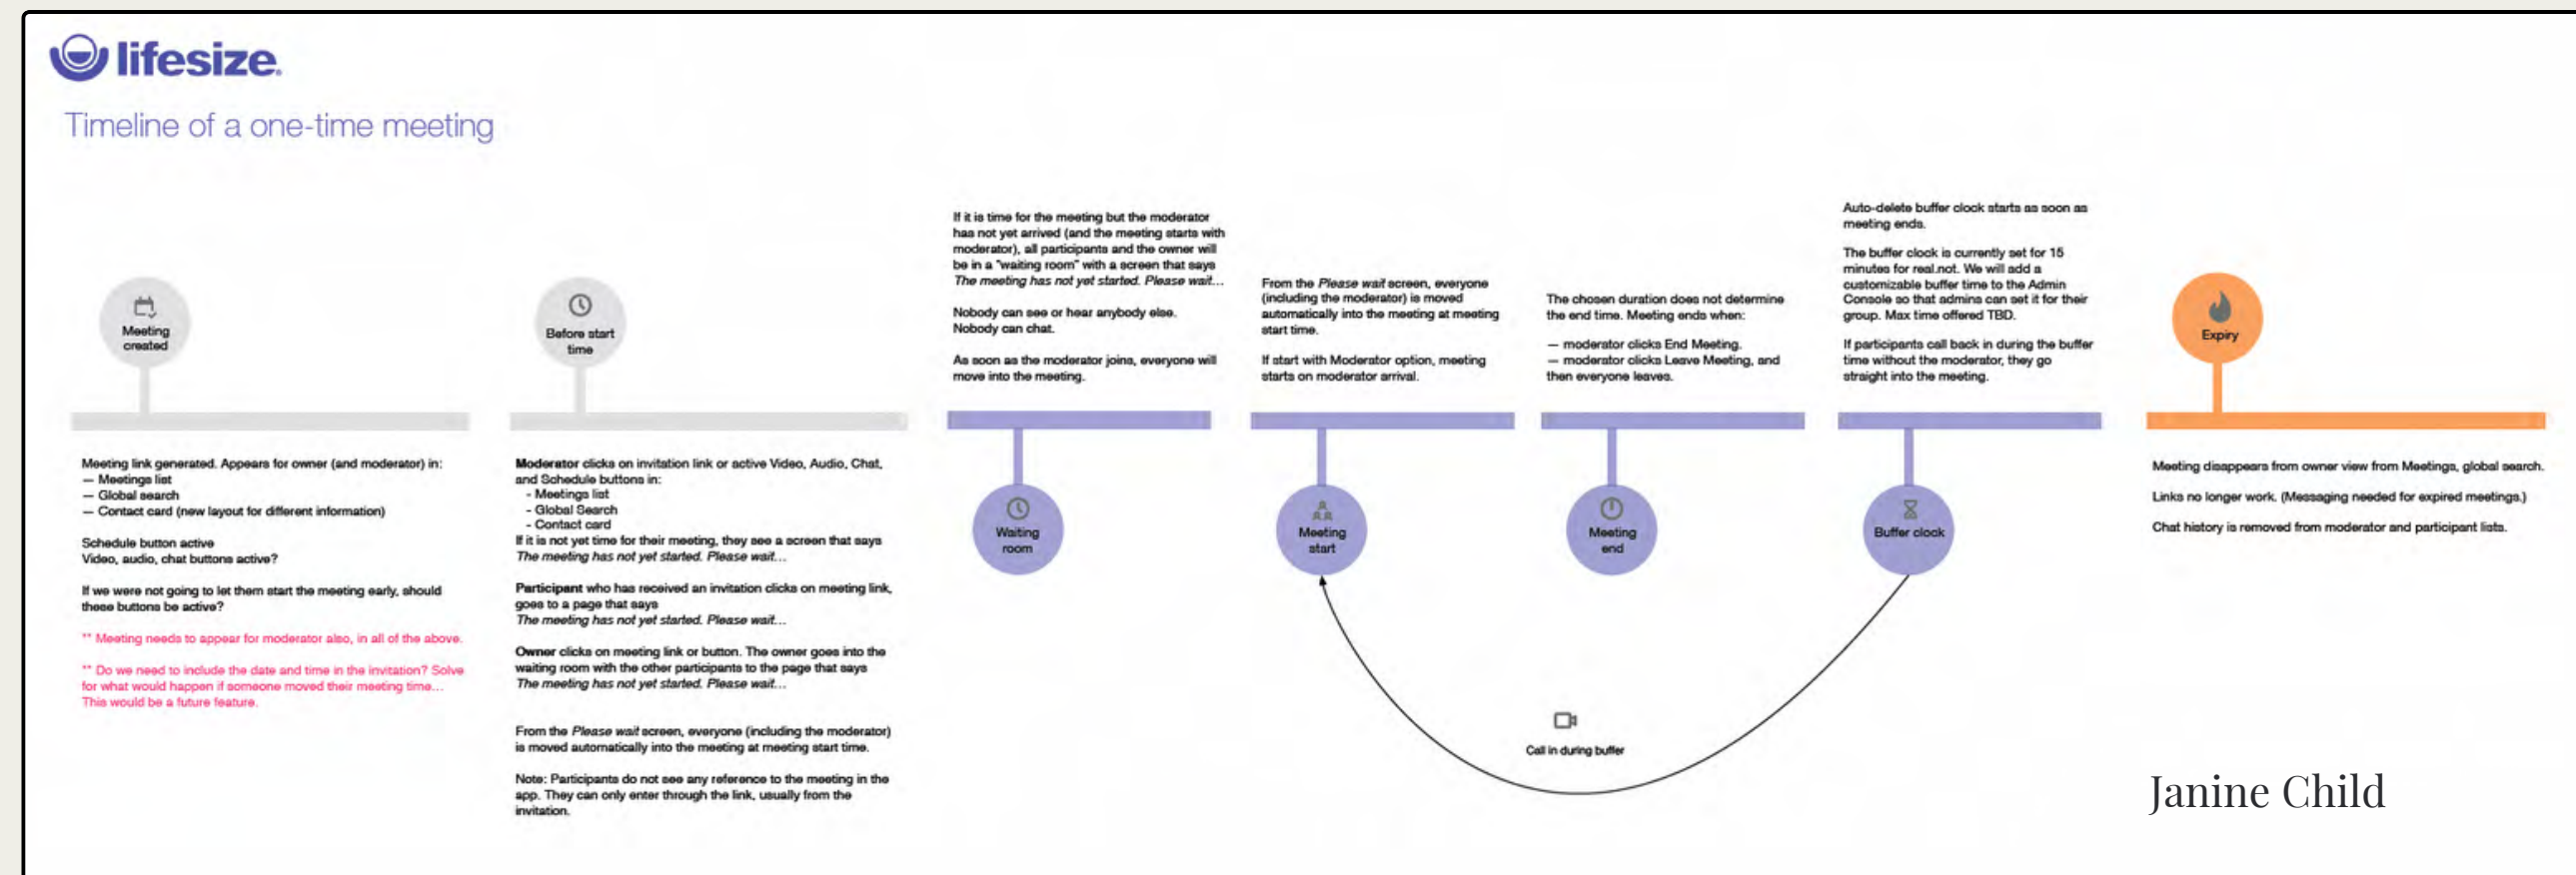 lifesize.
Timeline of a one-time meeting
Meeting
created
Meeting link generated. Appears for owner (and moderator) in:
— Meetings list
— Global search
— Contact card (new layout for different information)
Schedule button active
Video, audio, chat buttons active?
If we were not going to let them start the meeting early, should
these buttons be active?
** Meeting needs to appear for moderator also, in all of the above.
** Do we need to include the date and time in the invitation? Solve
for what would happen if someone moved their meeting time...
This would be a future feature.
Before start
time
Moderator clicks on invitation link or active Video, Audio, Chat,
and Schedule buttons in:
- Meetings list
- Global Search
- Contact card
If it is not yet time for their meeting, they see a screen that says
The meeting has not yet started. Please wait...
Participant who has received an invitation clicks on meeting link,
goes to a page that says
The meeting has not yet started. Please wait...
Owner clicks on meeting link or button. The owner goes into the
waiting room with the other participants to the page that says
The meeting has not yet started. Please wait...
From the Please wait screen, everyone (including the moderator)
is moved automatically into the meeting at meeting start time.
Note: Participants do not see any reference to the meeting in the
app. They can only enter through the link, usually from the
invitation.
If it is time for the meeting but the moderator
has not yet arrived (and the meeting starts with
moderator), all participants and the owner will
be in a "waiting room" with a screen that says
The meeting has not yet started. Please wait...
Nobody can see or hear anybody else.
Nobody can chat.
As soon as the moderator joins, everyone will
move into the meeting.
Waiting
room
From the Please wait screen, everyone
(including the moderator) is moved
automatically into the meeting at meeting
start time.
If start with Moderator option, meeting
starts on moderator arrival.
Meeting
start
The chosen duration does not determine
the end time. Meeting ends when:
— moderator clicks End Meeting.
— moderator clicks Leave Meeting, and
then everyone leaves.
Meeting
end
Auto-delete buffer clock starts as soon as
meeting ends.
The buffer clock is currently set for 15
minutes for real.not. We will add a
customizable buffer time to the Admin
Console so that admins can set it for their
group. Max time offered TBD.
If participants call back in during the buffer
time without the moderator, they go
straight into the meeting.
Buffer clock
Call in during buffer
Expiry
Meeting disappears from owner view from Meetings, global search.
Links no longer work. (Messaging needed for expired meetings.)
Chat history is removed from moderator and participant lists.
Janine Child